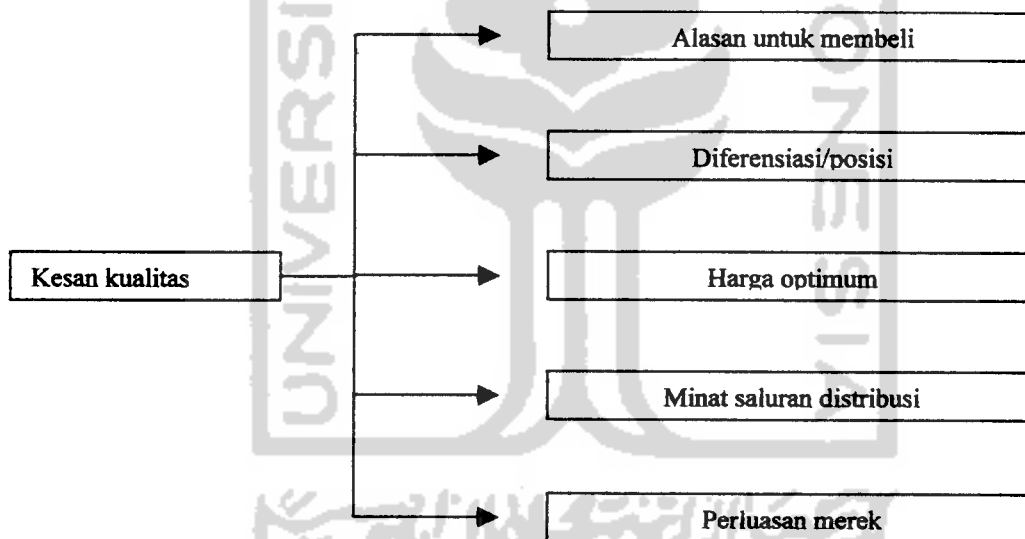 Alasan untuk membeli
Diferensiasi/posisi
Kesan kualitas
Harga optimum
Minat saluran distribusi
Perluasan merek